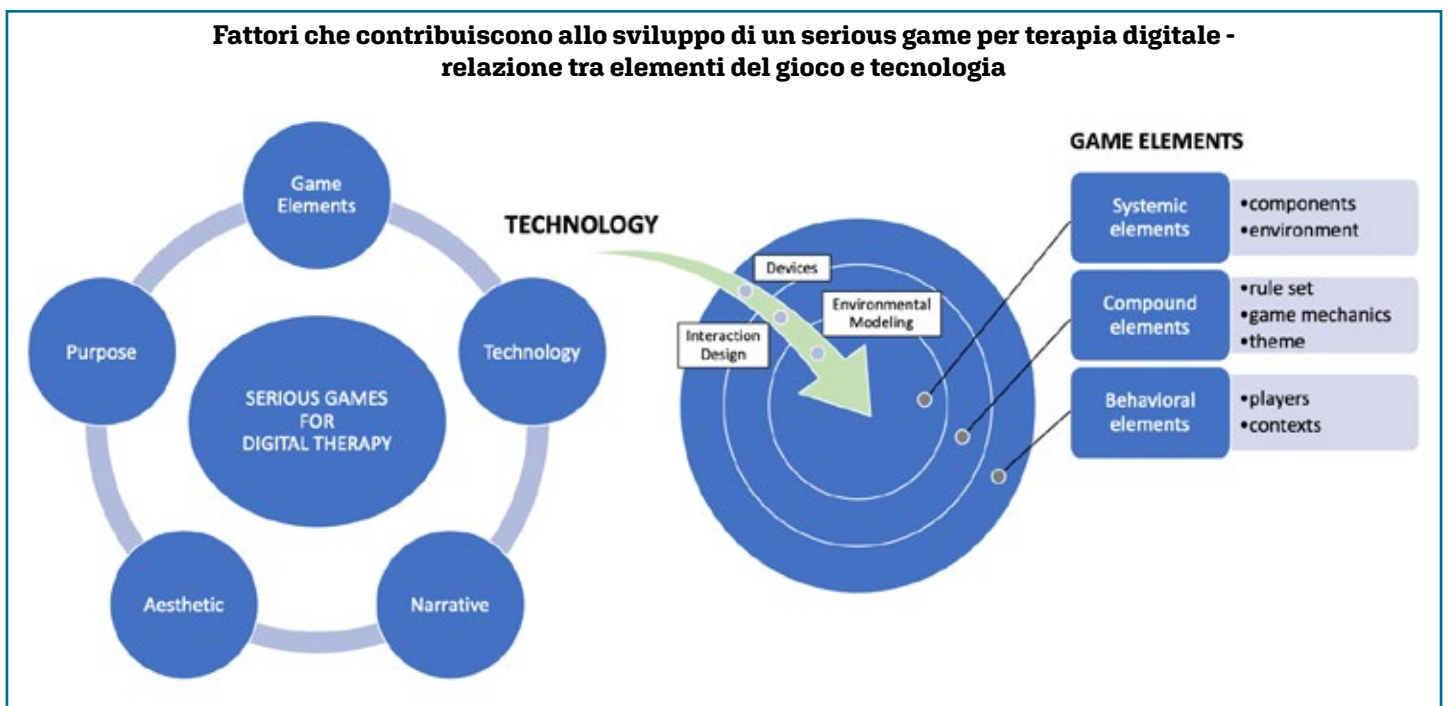 Fattori che contribuiscono allo sviluppo di un serious game per terapia digitale -
relazione tra elementi del gioco e tecnologia
Game
Elements
Purpose
Technology
SERIOUS GAMES
FOR
DIGITAL THERAPY
Aesthetic
Narrative
TECHNOLOGY
Devices
Environmental
Modeling
Interaction
Design
GAME ELEMENTS
Systemic
elements
•components
•environment
Compound
elements
•rule set
•game mechanics
•theme
Behavioral
elements
•players
•contexts